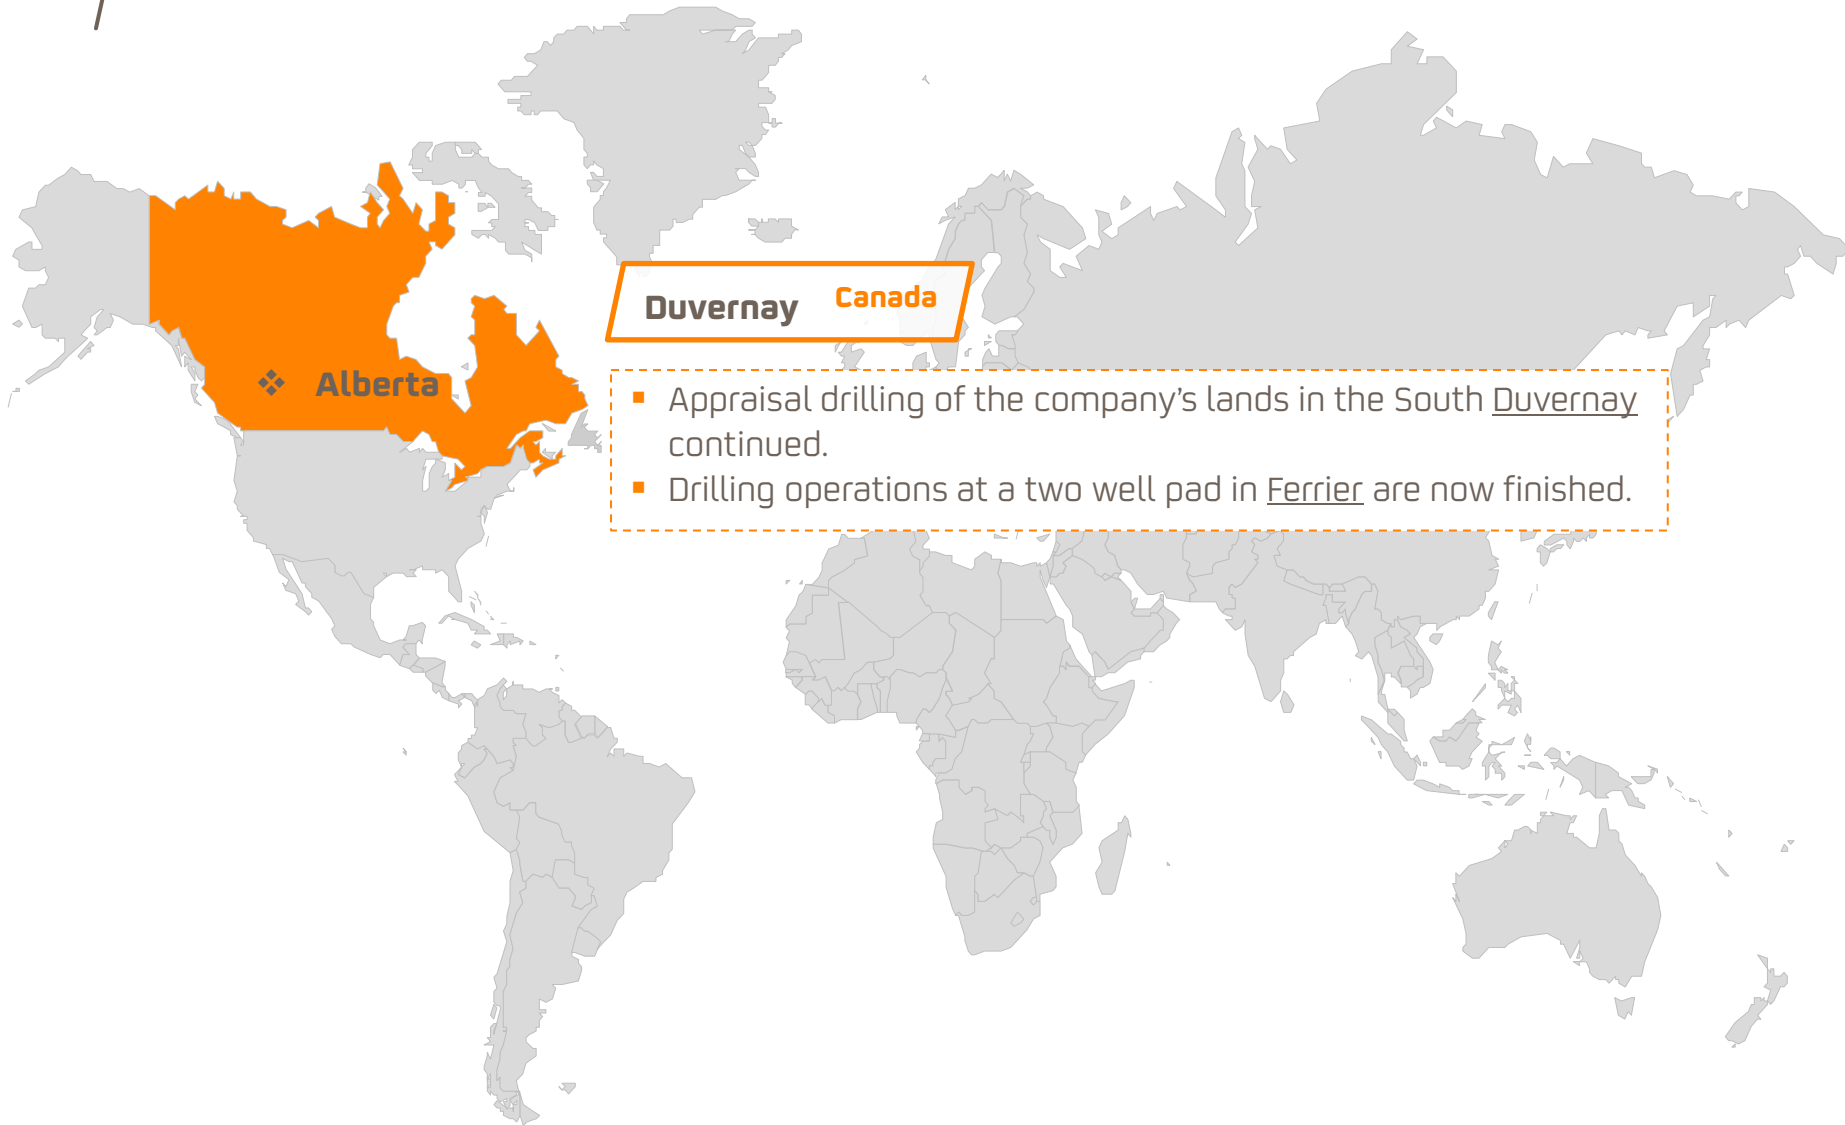 Duvernay Canada
Alberta
Appraisal drilling of the company's lands in the South Duvernay
continued.
Drilling operations at a two well pad in Ferrier are now finished.